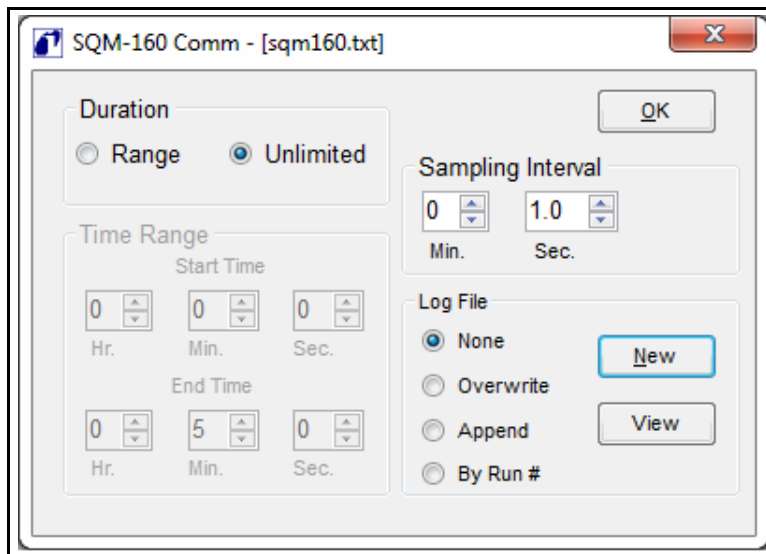 SQM-160 Comm - [sqm160.txt]
Duration
Range Unlimited
OK
Sampling Interval
0 1.0
Min. Sec.
Time Range
Start Time
0 0 0
Hr. Min. Sec.
End Time
0 5 0
Hr. Min. Sec.
Log File
None
Overwrite
Append
By Run #
New
View